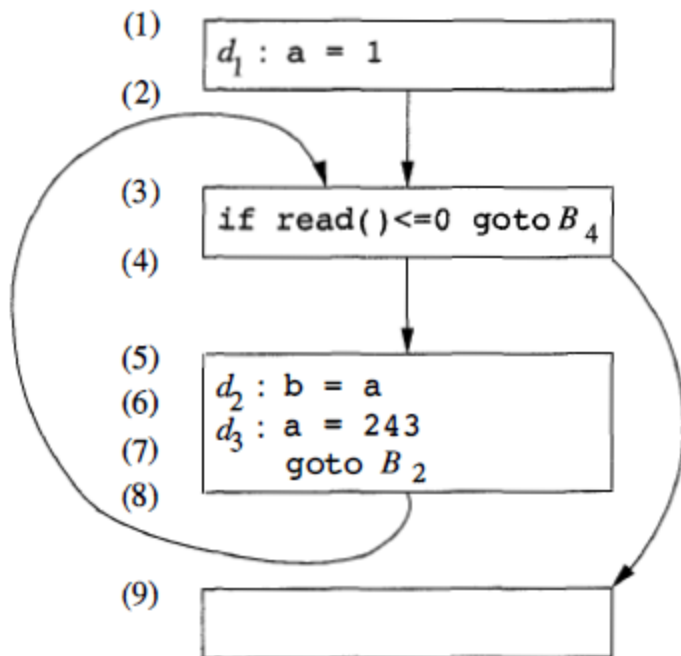 (1)
d1 : a = 1
(2)
(3)
if read()<=0 goto B4
(4)
(5)
d2 : b = a
(6)
d3 : a = 243
(7)
goto B2
(8)
(9)